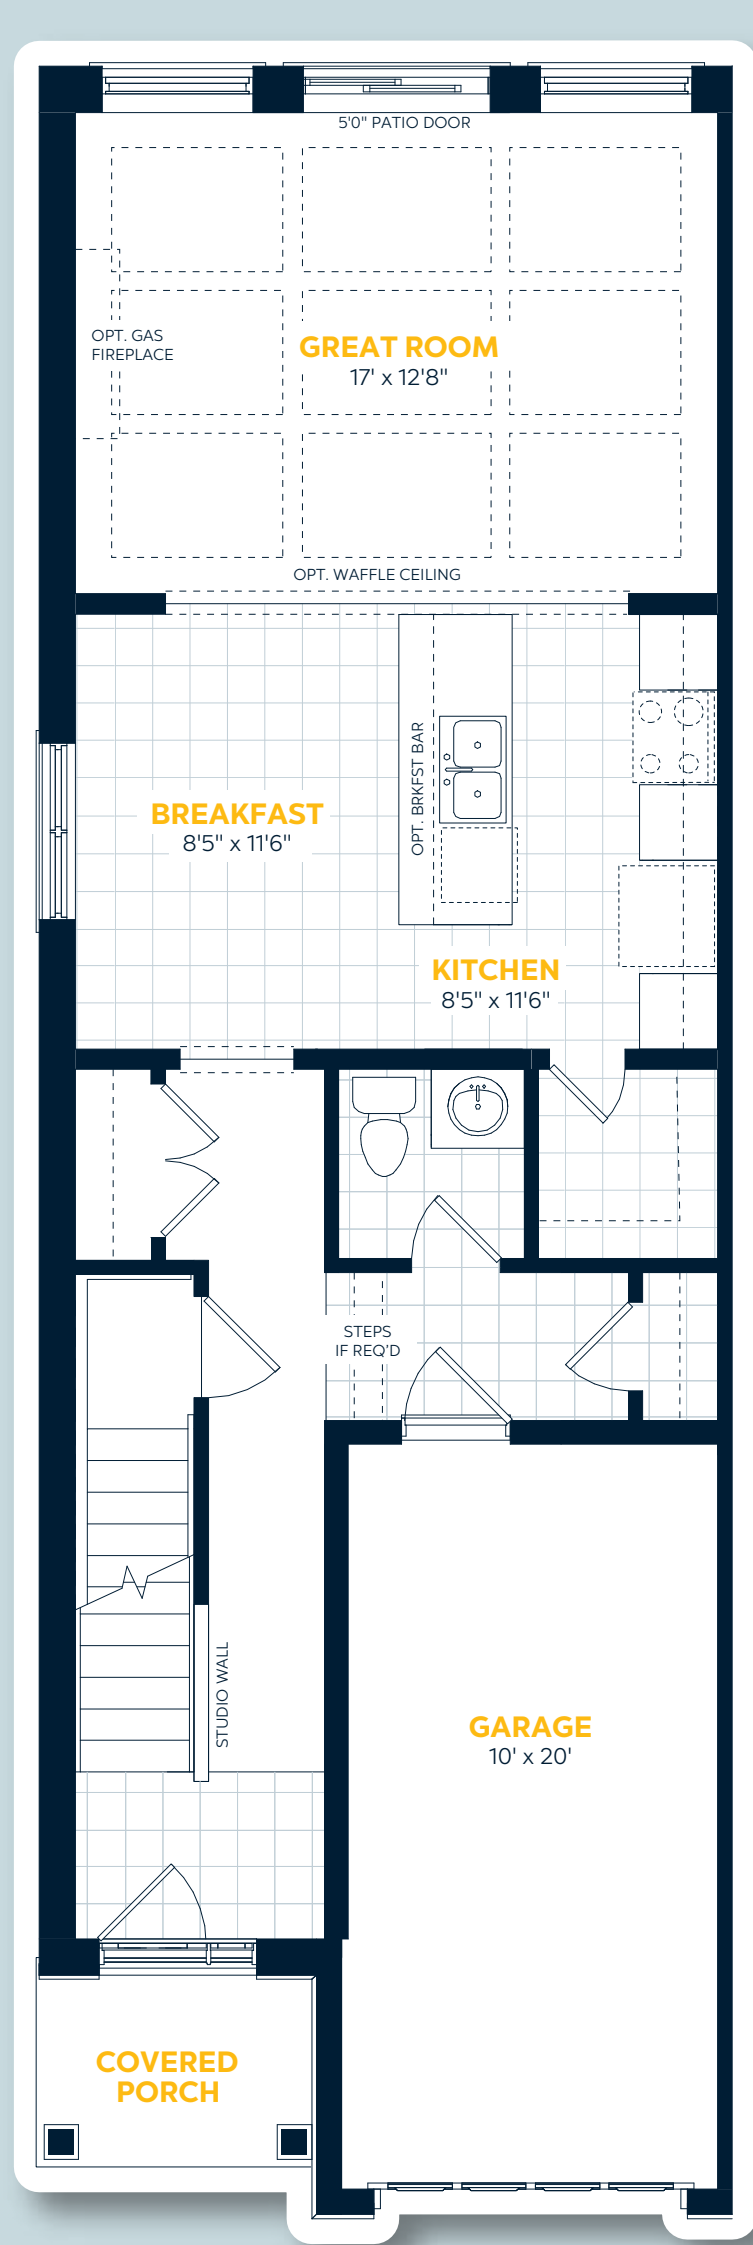 5'0" PATIO DOOR
OPT. GAS
FIREPLACE
GREAT ROOM
17' x 12'8"
OPT. WAFFLE CEILING
OPT. BRKFST BAR
BREAKFAST
8'5" x 11'6"
KITCHEN
8'5" x 11'6"
STEPS
IF REQ'D
STUDIO WALL
GARAGE
10' x 20'
COVERED
PORCH